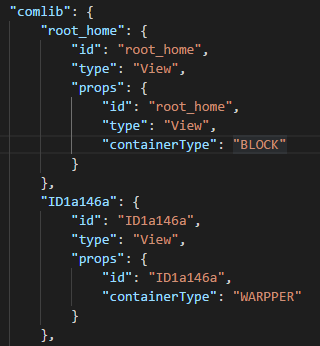 "comlib": {
"root_home": {
"id": "root_home",
"type": "View",
"props": {
"id": "root_home",
"type": "View",
"containerType": "BLOCK"
}
},
"ID1a146a": {
"id": "ID1a146a",
"type": "View",
"props": {
"id": "ID1a146a",
"containerType": "WARPPER"
}
},